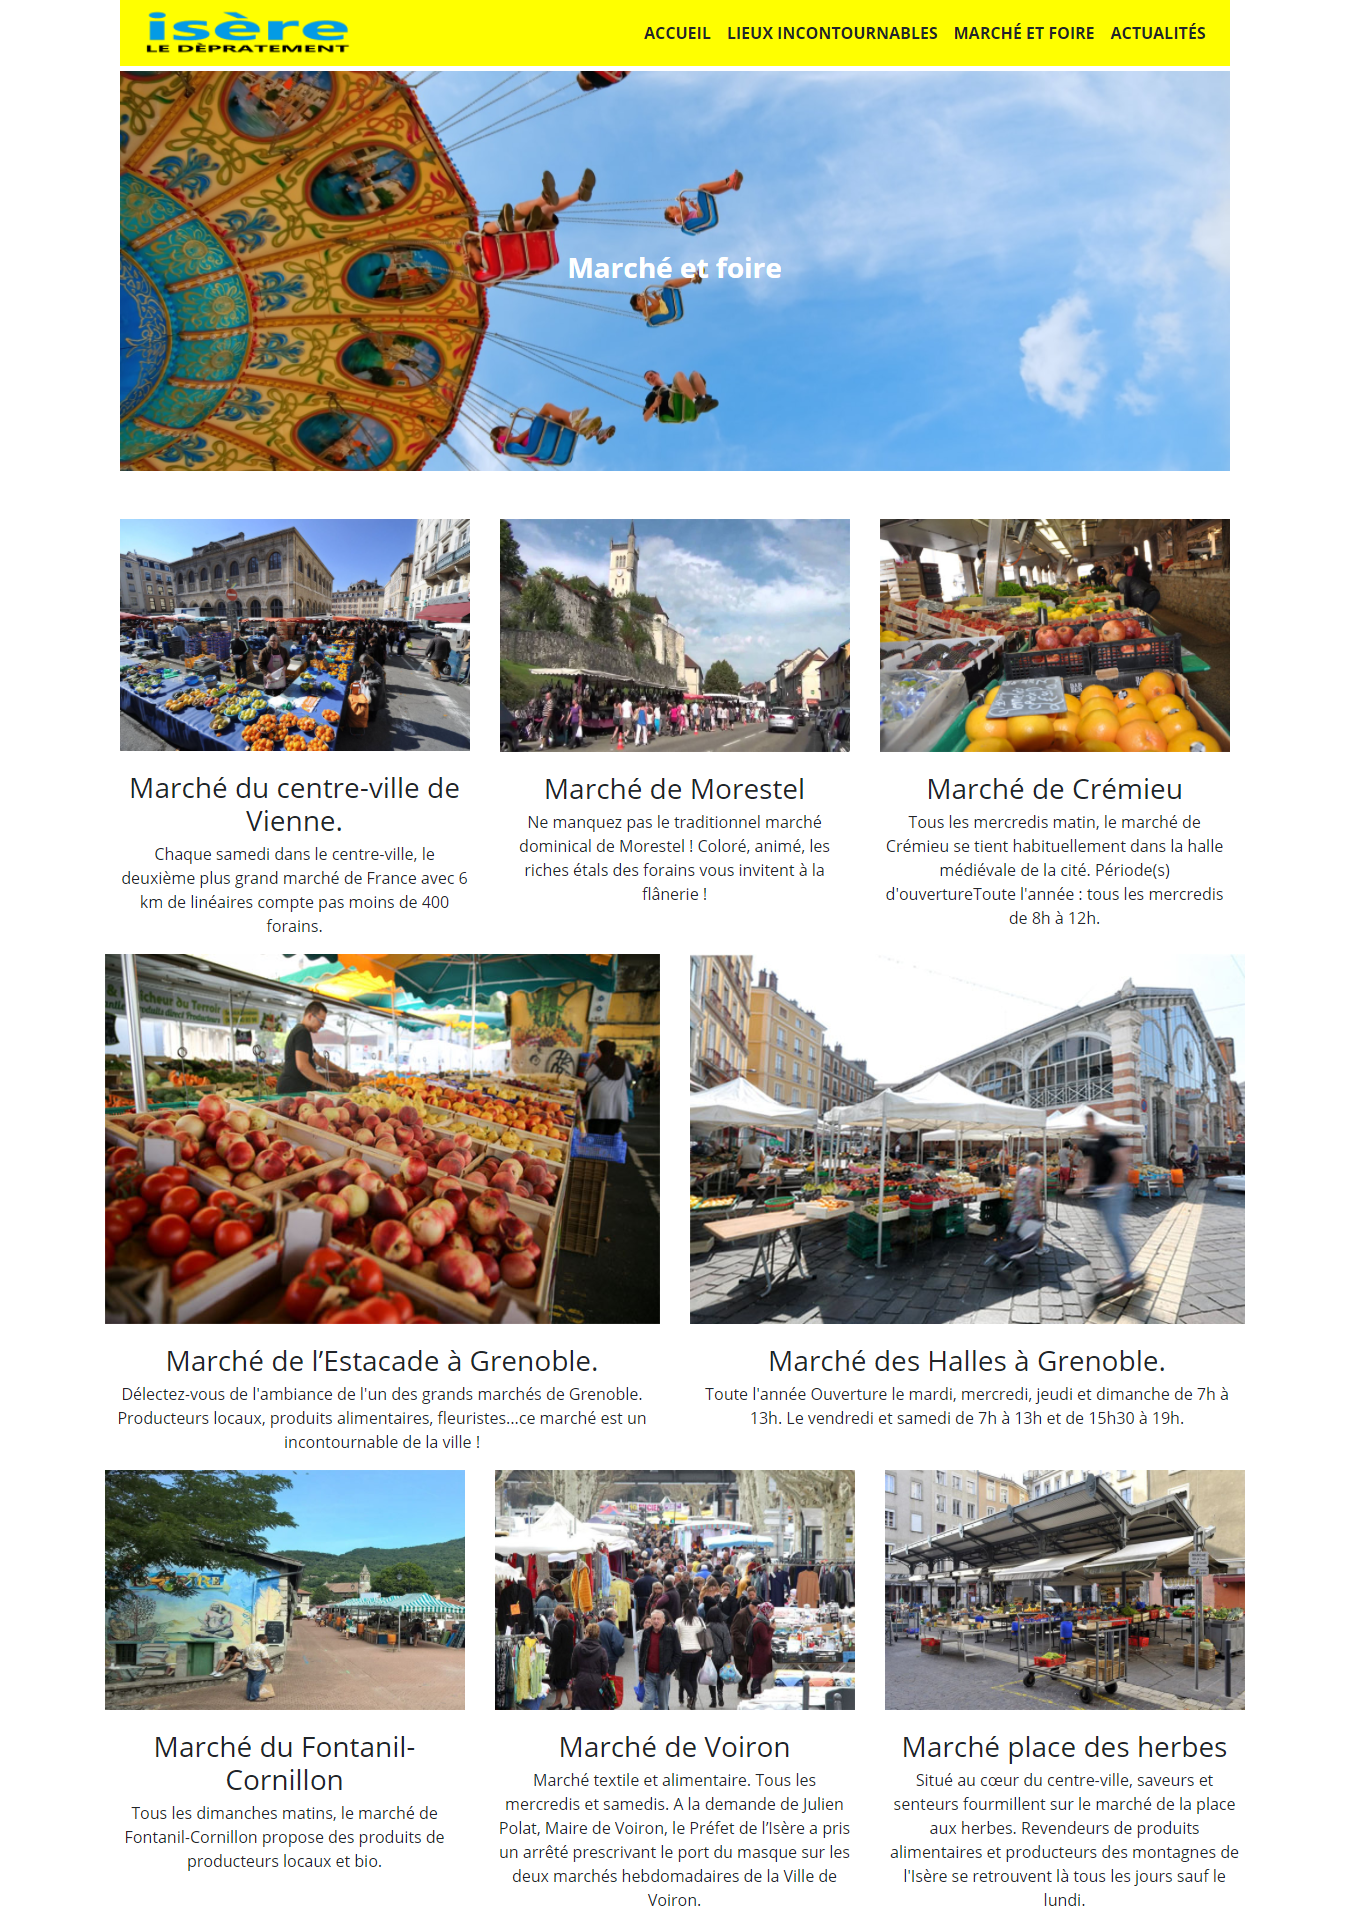 isère
LE DÈPRATEMENT
ACCUEIL LIEUX INCONTOURNABLES MARCHÉ ET FOIRE ACTUALITÉS
Marché et foire
Marché du centre-ville de
Vienne.
Chaque samedi dans le centre-ville, le
deuxième plus grand marché de France avec 6
km de linéaires compte pas moins de 400
forains.
Marché de Morestel
Ne manquez pas le traditionnel marché
dominical de Morestel ! Coloré, animé, les
riches étals des forains vous invitent à la
flânerie !
Marché de Crémieu
Tous les mercredis matin, le marché de
Crémieu se tient habituellement dans la halle
médiévale de la cité. Période(s)
d'ouvertureToute l'année : tous les mercredis
de 8h à 12h.
Marché de l’Estacade à Grenoble.
Délectez-vous de l'ambiance de l'un des grands marchés de Grenoble.
Producteurs locaux, produits alimentaires, fleuristes...ce marché est un
incontournable de la ville !
Marché des Halles à Grenoble.
Toute l'année Ouverture le mardi, mercredi, jeudi et dimanche de 7h à
13h. Le vendredi et samedi de 7h à 13h et de 15h30 à 19h.
Marché du Fontanil-
Cornillon
Tous les dimanches matins, le marché de
Fontanil-Cornillon propose des produits de
producteurs locaux et bio.
Marché de Voiron
Marché textile et alimentaire. Tous les
mercredis et samedis. A la demande de Julien
Polat, Maire de Voiron, le Préfet de l’Isère a pris
un arrêté prescrivant le port du masque sur les
deux marchés hebdomadaires de la Ville de
Voiron.
Marché place des herbes
Situé au cœur du centre-ville, saveurs et
senteurs fourmillent sur le marché de la place
aux herbes. Revendeurs de produits
alimentaires et producteurs des montagnes de
l'Isère se retrouvent là tous les jours sauf le
lundi.